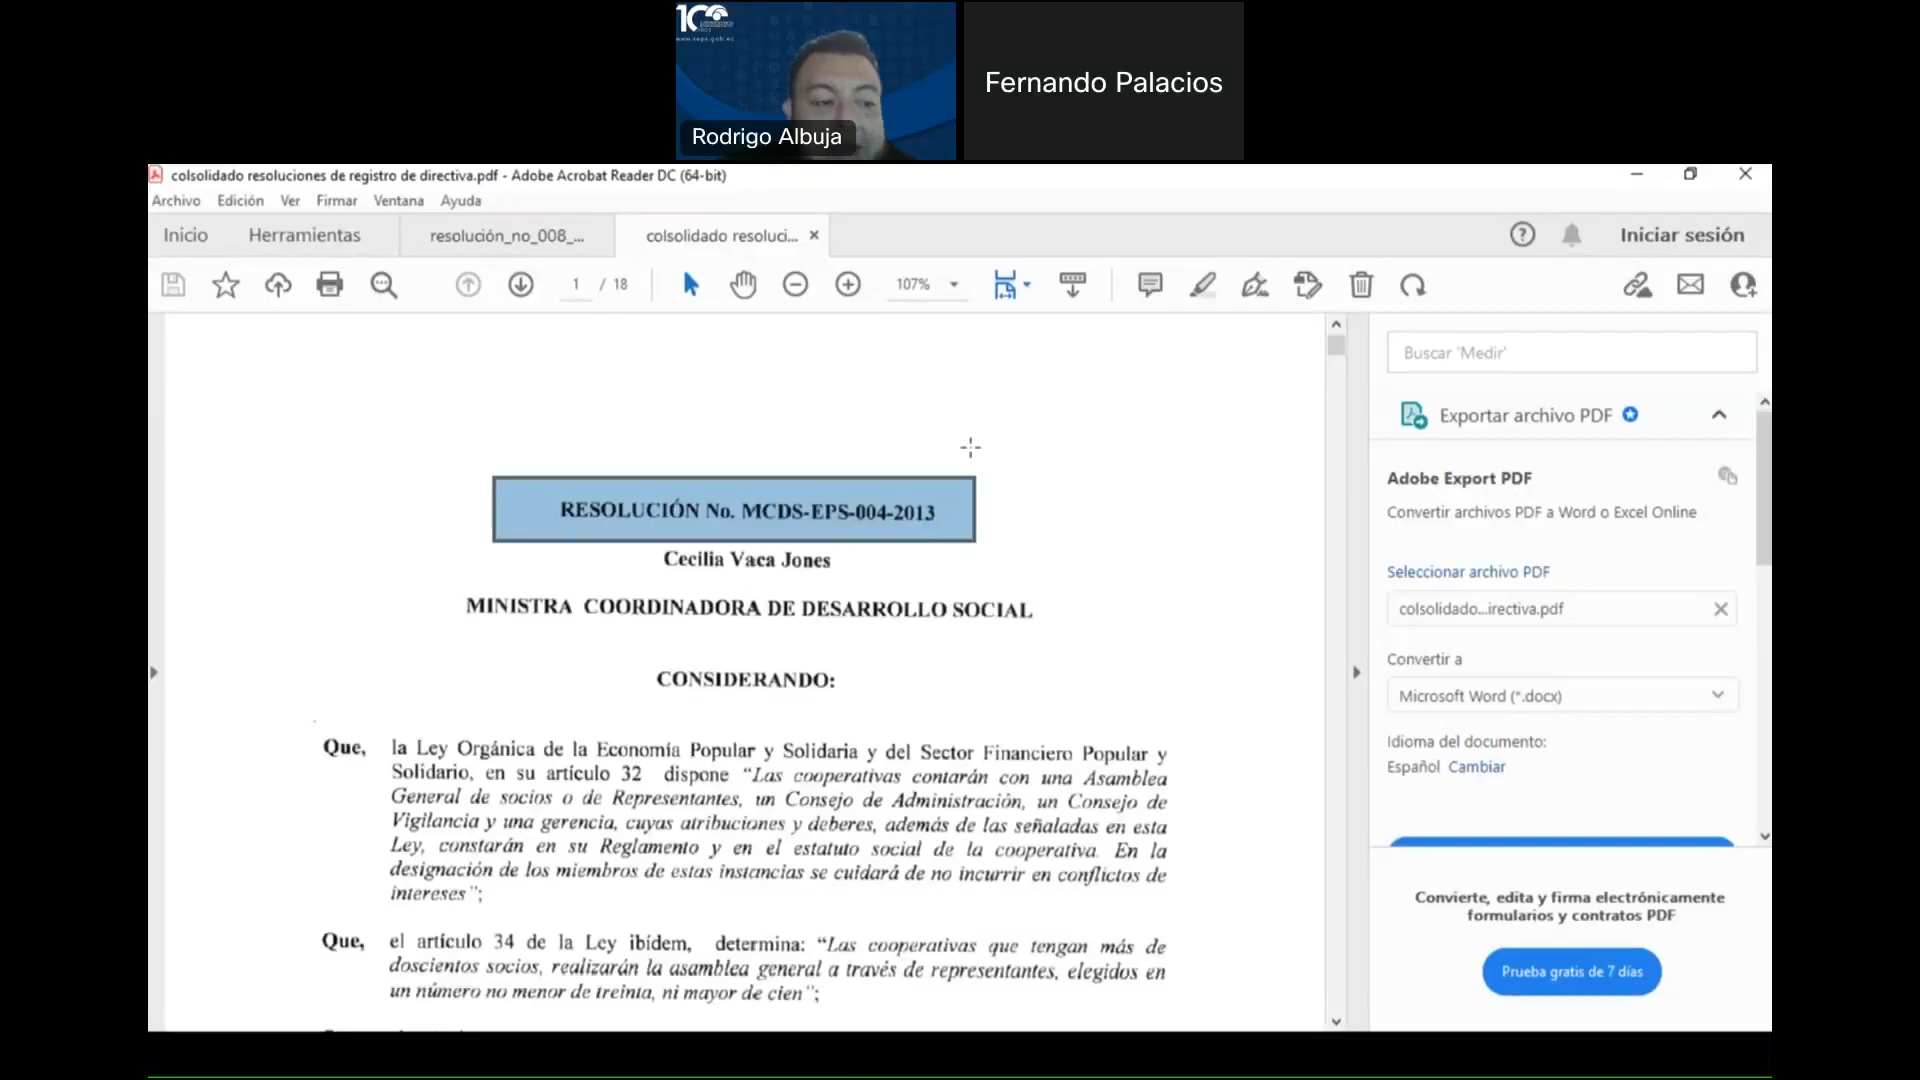 100
www.seps.gob.ec
Rodrigo Albuja
Fernando Palacios
colsolidado resoluciones de registro de directiva.pdf - Adobe Acrobat Reader DC (64-bit)
Archivo Edición Ver Firmar Ventana Ayuda
Inicio Herramientas resolución_no_008_... colsolidado resoluci... Iniciar sesión
1 / 18 107%
RESOLUCIÓN No. MCDS-EPS-004-2013
Cecilia Vaca Jones
MINISTRA COORDINADORA DE DESARROLLO SOCIAL
CONSIDERANDO:
Que, la Ley Orgánica de la Economía Popular y Solidaria y del Sector Financiero Popular y
Solidario, en su artículo 32 dispone “Las cooperativas contarán con una Asamblea
General de socios o de Representantes, un Consejo de Administración, un Consejo de
Vigilancia y una gerencia, cuyas atribuciones y deberes, además de las señaladas en esta
Ley, constarán en su Reglamento y en el estatuto social de la cooperativa. En la
designación de los miembros de estas instancias se cuidará de no incurrir en conflictos de
intereses”;
Que, el artículo 34 de la Ley ibídem, determina: “Las cooperativas que tengan más de
doscientos socios, realizarán la asamblea general a través de representantes, elegidos en
un número no menor de treinta, ni mayor de cien”;
Buscar 'Medir'
Exportar archivo PDF
Adobe Export PDF
Convertir archivos PDF a Word o Excel Online
Seleccionar archivo PDF
colsolidado...irectiva.pdf
Convertir a
Microsoft Word (*.docx)
Idioma del documento:
Español Cambiar
Convierte, edita y firma electrónicamente
formularios y contratos PDF
Prueba gratis de 7 días